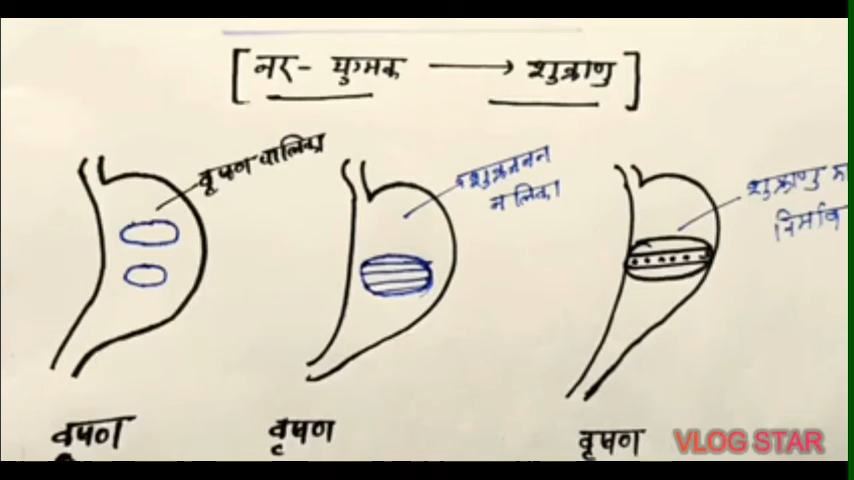 [ नर- युग्मक → शुक्राणु ]
वृषण पालिका
शुक्रजनन
नलिका
शुक्राणु का
निर्माण
वृषण
वृषण
वृषण
VLOG STAR